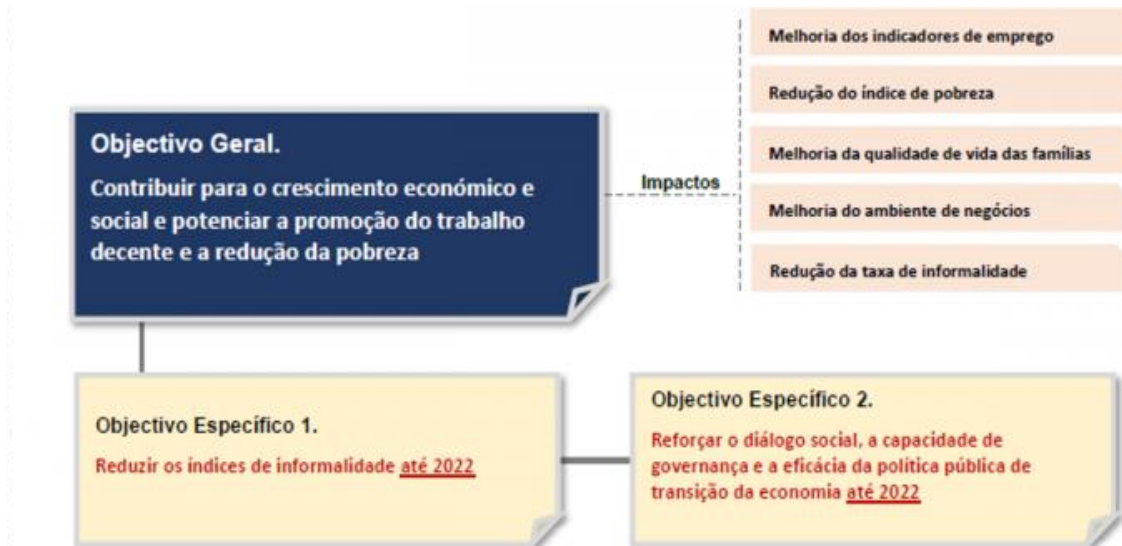 Objectivo Geral.
Contribuir para o crescimento económico e
social e potenciar a promoção do trabalho
decente e a redução da pobreza
Impactos
Melhoria dos indicadores de emprego
Redução do índice de pobreza
Melhoria da qualidade de vida das famílias
Melhoria do ambiente de negócios
Redução da taxa de informalidade
Objectivo Específico 1.
Reduzir os índices de informalidade até 2022
Objectivo Específico 2.
Reforçar o diálogo social, a capacidade de
governança e a eficácia da política pública de
transição da economia até 2022